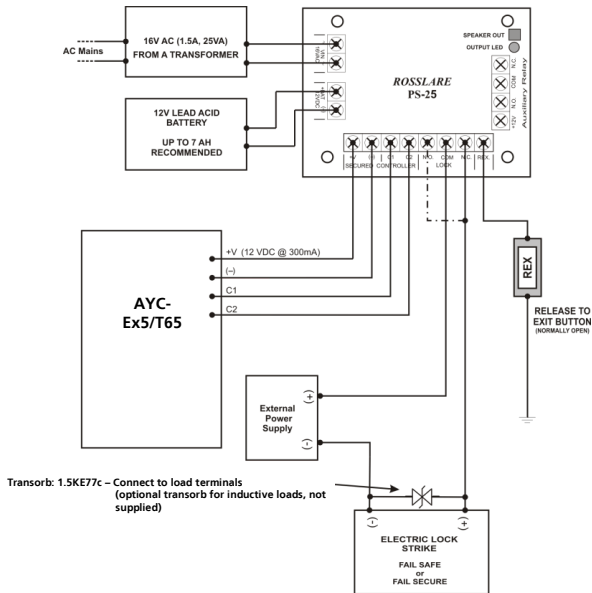 AC Mains
16V AC (1.5A, 25VA)
FROM A TRANSFORMER
12V LEAD ACID
BATTERY
UP TO 7 AH
RECOMMENDED
VIN
16VAC
(-)
12VDC
ROSSLARE
PS-25
SPEAKER OUT
OUTPUT LED
N.C.
COM
N.O.
+12V
Auxiliary Relay
+V (-) C1 C2 N.O. COM N.C. REX.
SECURED CONTROLLER LOCK
+V (12 VDC @ 300mA)
(–)
C1
C2
AYC-
Ex5/T65
REX
RELEASE TO
EXIT BUTTON
(NORMALLY OPEN)
External
Power
Supply
(+)
(-)
Transorb: 1.5KE77c – Connect to load terminals
(optional transorb for inductive loads, not
supplied)
(-) (+)
ELECTRIC LOCK
STRIKE
FAIL SAFE
or
FAIL SECURE